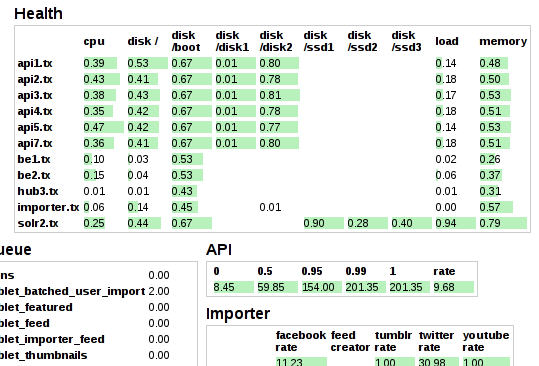 Health
cpu disk / disk /boot disk /disk1 disk /disk2 disk /ssd1 disk /ssd2 disk /ssd3 load memory
api1.tx 0.39 0.53 0.67 0.01 0.80 0.14 0.48
api2.tx 0.43 0.41 0.67 0.01 0.78 0.18 0.50
api3.tx 0.38 0.43 0.67 0.01 0.81 0.17 0.53
api4.tx 0.35 0.42 0.67 0.01 0.78 0.18 0.51
api5.tx 0.47 0.42 0.67 0.01 0.77 0.14 0.53
api7.tx 0.36 0.41 0.67 0.01 0.80 0.18 0.51
be1.tx 0.10 0.03 0.53 0.02 0.26
be2.tx 0.15 0.04 0.53 0.06 0.37
hub3.tx 0.01 0.01 0.43 0.01 0.31
importer.tx 0.06 0.14 0.45 0.01 0.00 0.57
solr2.tx 0.25 0.44 0.67 0.90 0.28 0.40 0.94 0.79
ueue
ns 0.00
blet_batched_user_import 2.00
blet_featured 0.00
blet_feed 0.00
blet_importer_feed 0.00
blet_thumbnails 0.00
API
0 0.5 0.95 0.99 1 rate
8.45 59.85 154.00 201.35 201.35 9.68
Importer
facebook rate feed creator tumblr rate twitter rate youtube rate
11.23 1.00 30.98 1.00